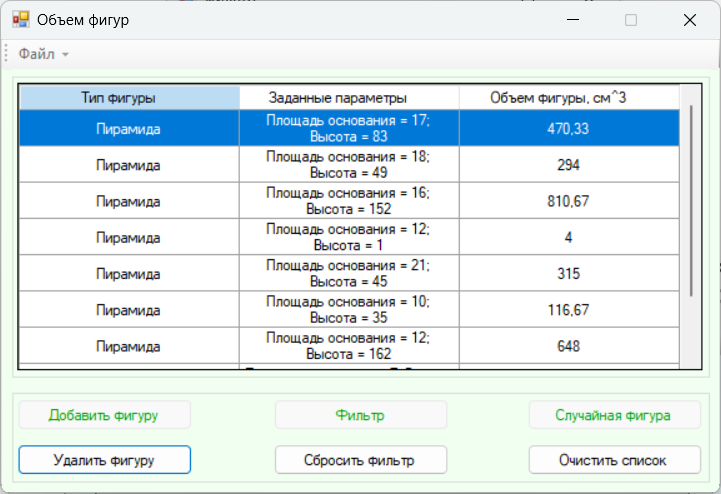 Объем фигур
Файл
Тип фигуры Заданные параметры Объем фигуры, см^3
Пирамида Площадь основания = 17; 470,33
Высота = 83
Пирамида Площадь основания = 18; 294
Высота = 49
Пирамида Площадь основания = 16; 810,67
Высота = 152
Пирамида Площадь основания = 12; 4
Высота = 1
Пирамида Площадь основания = 21; 315
Высота = 45
Пирамида Площадь основания = 10; 116,67
Высота = 35
Пирамида Площадь основания = 12; 648
Высота = 162
Добавить фигуру Фильтр Случайная фигура
Удалить фигуру Сбросить фильтр Очистить список